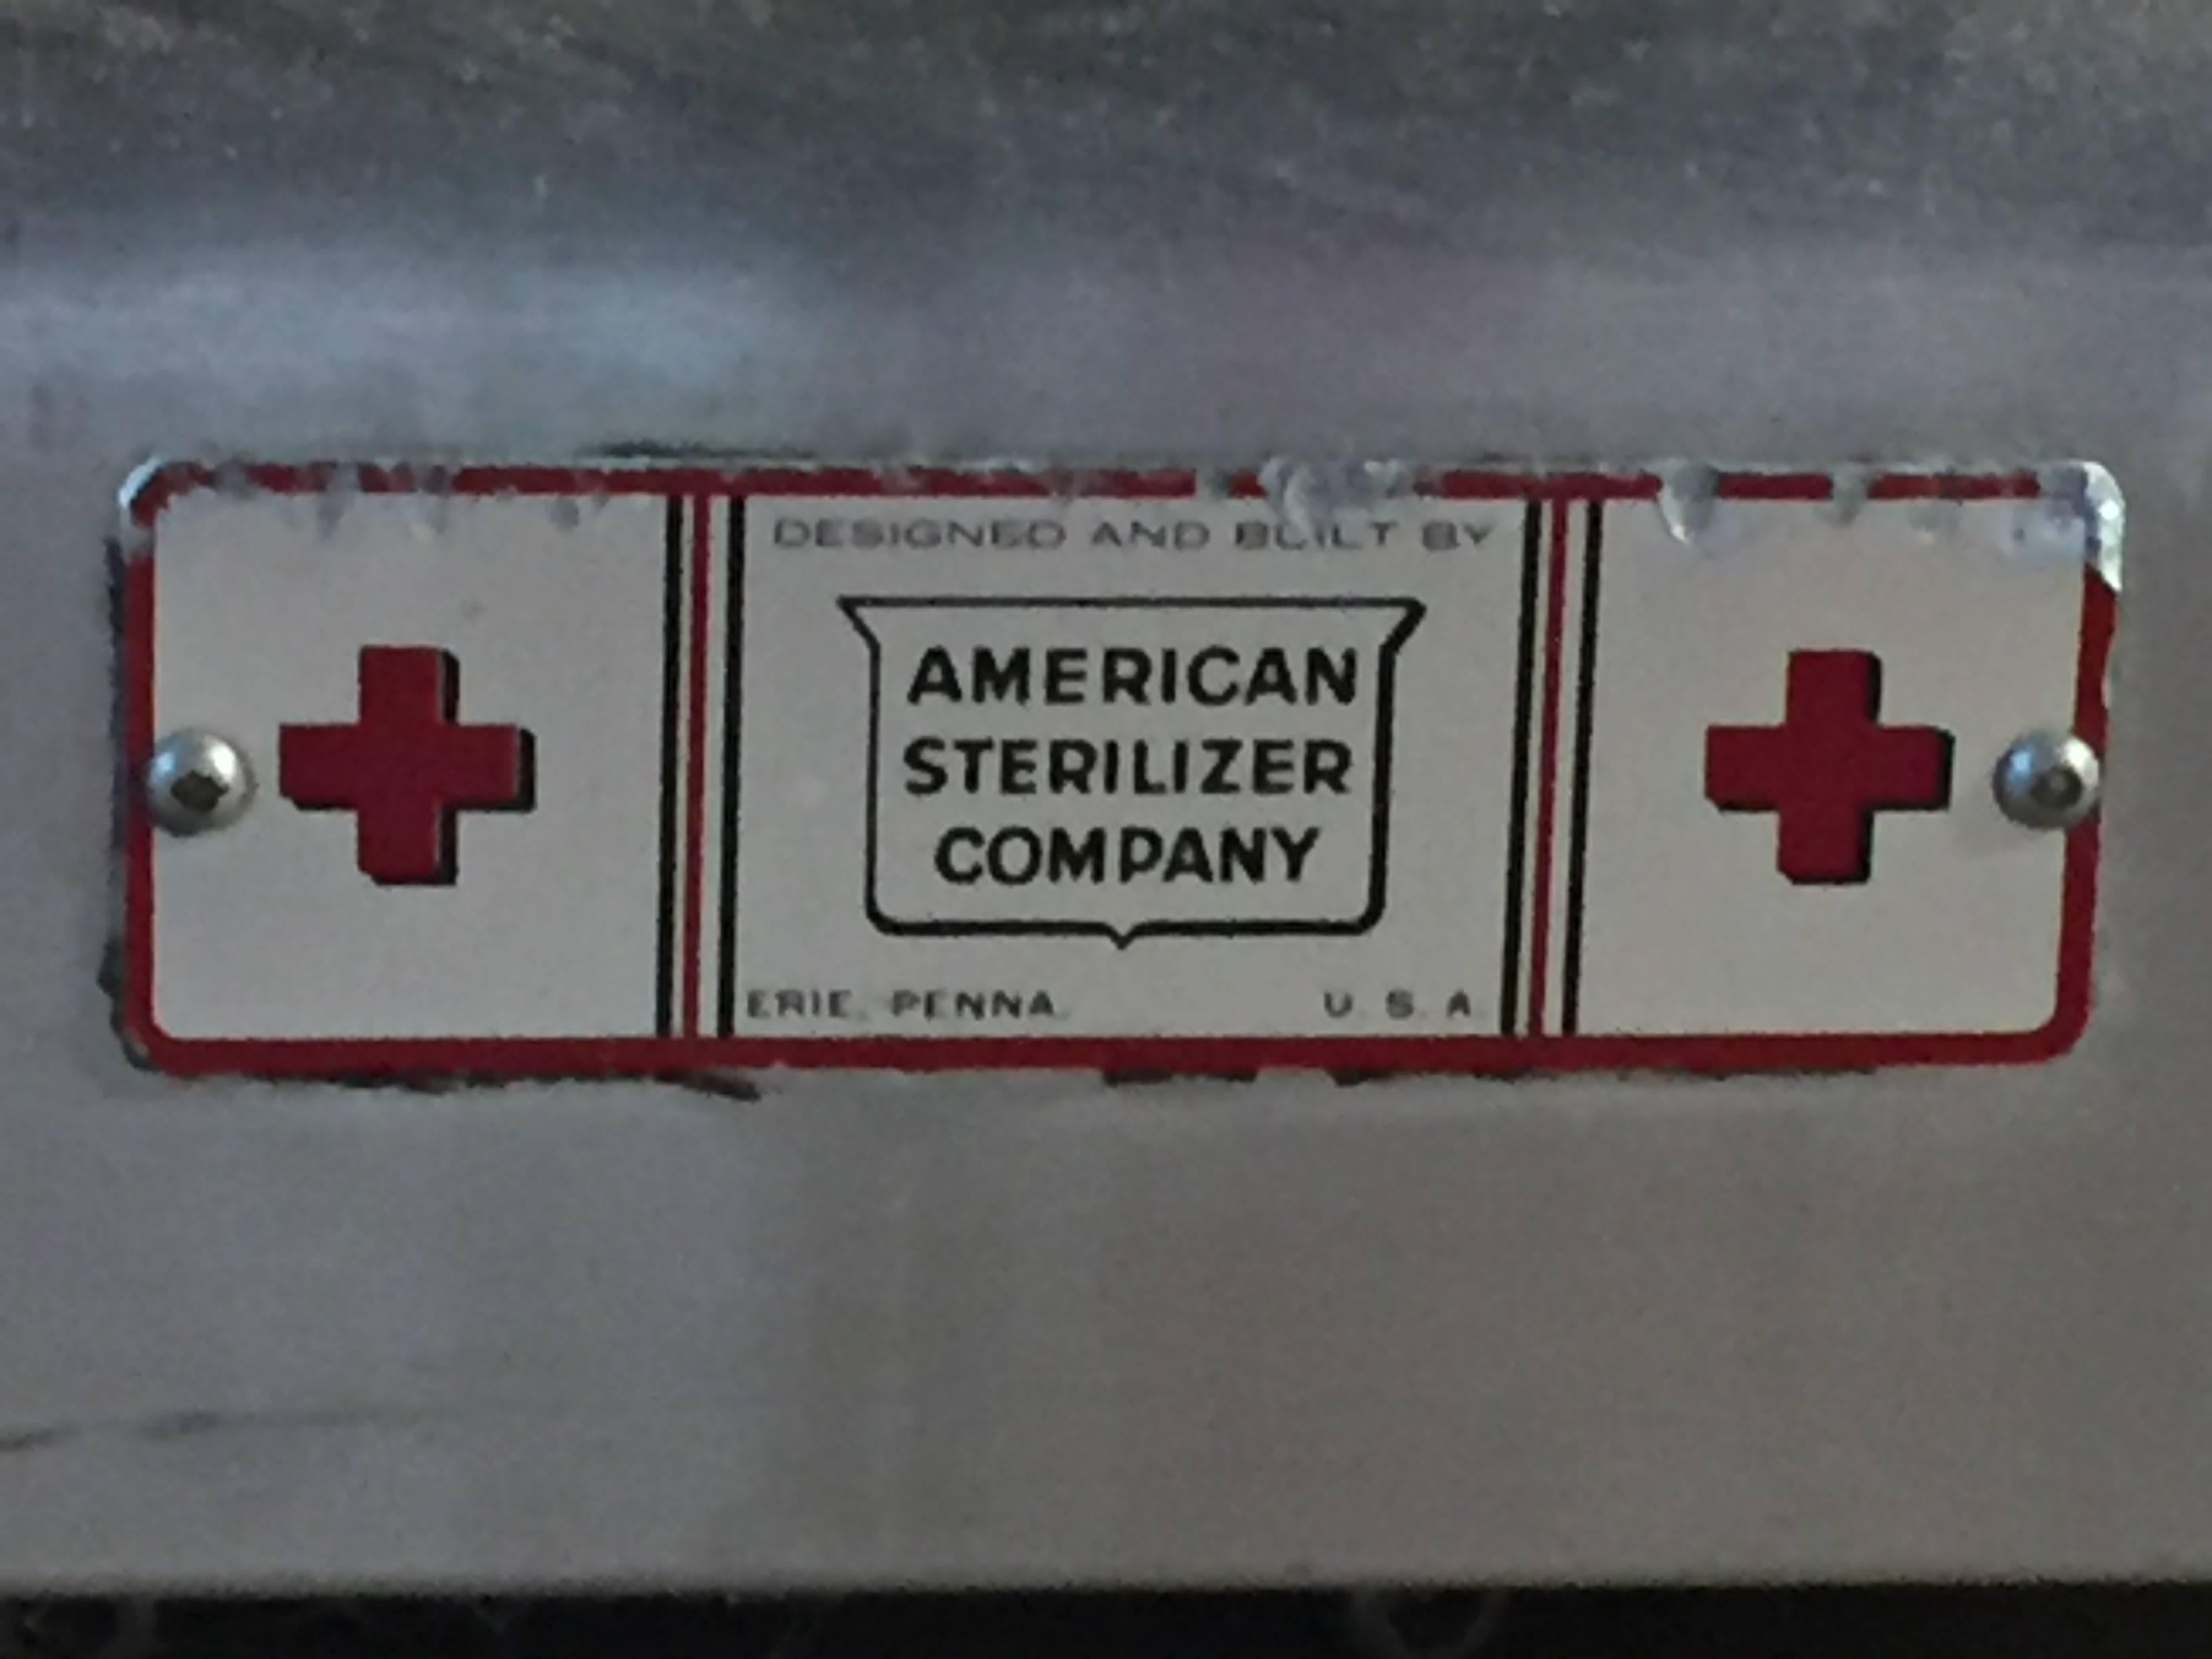 DESIGNED AND BUILT BY
AMERICAN
STERILIZER
COMPANY
ERIE, PENNA. U. S. A.